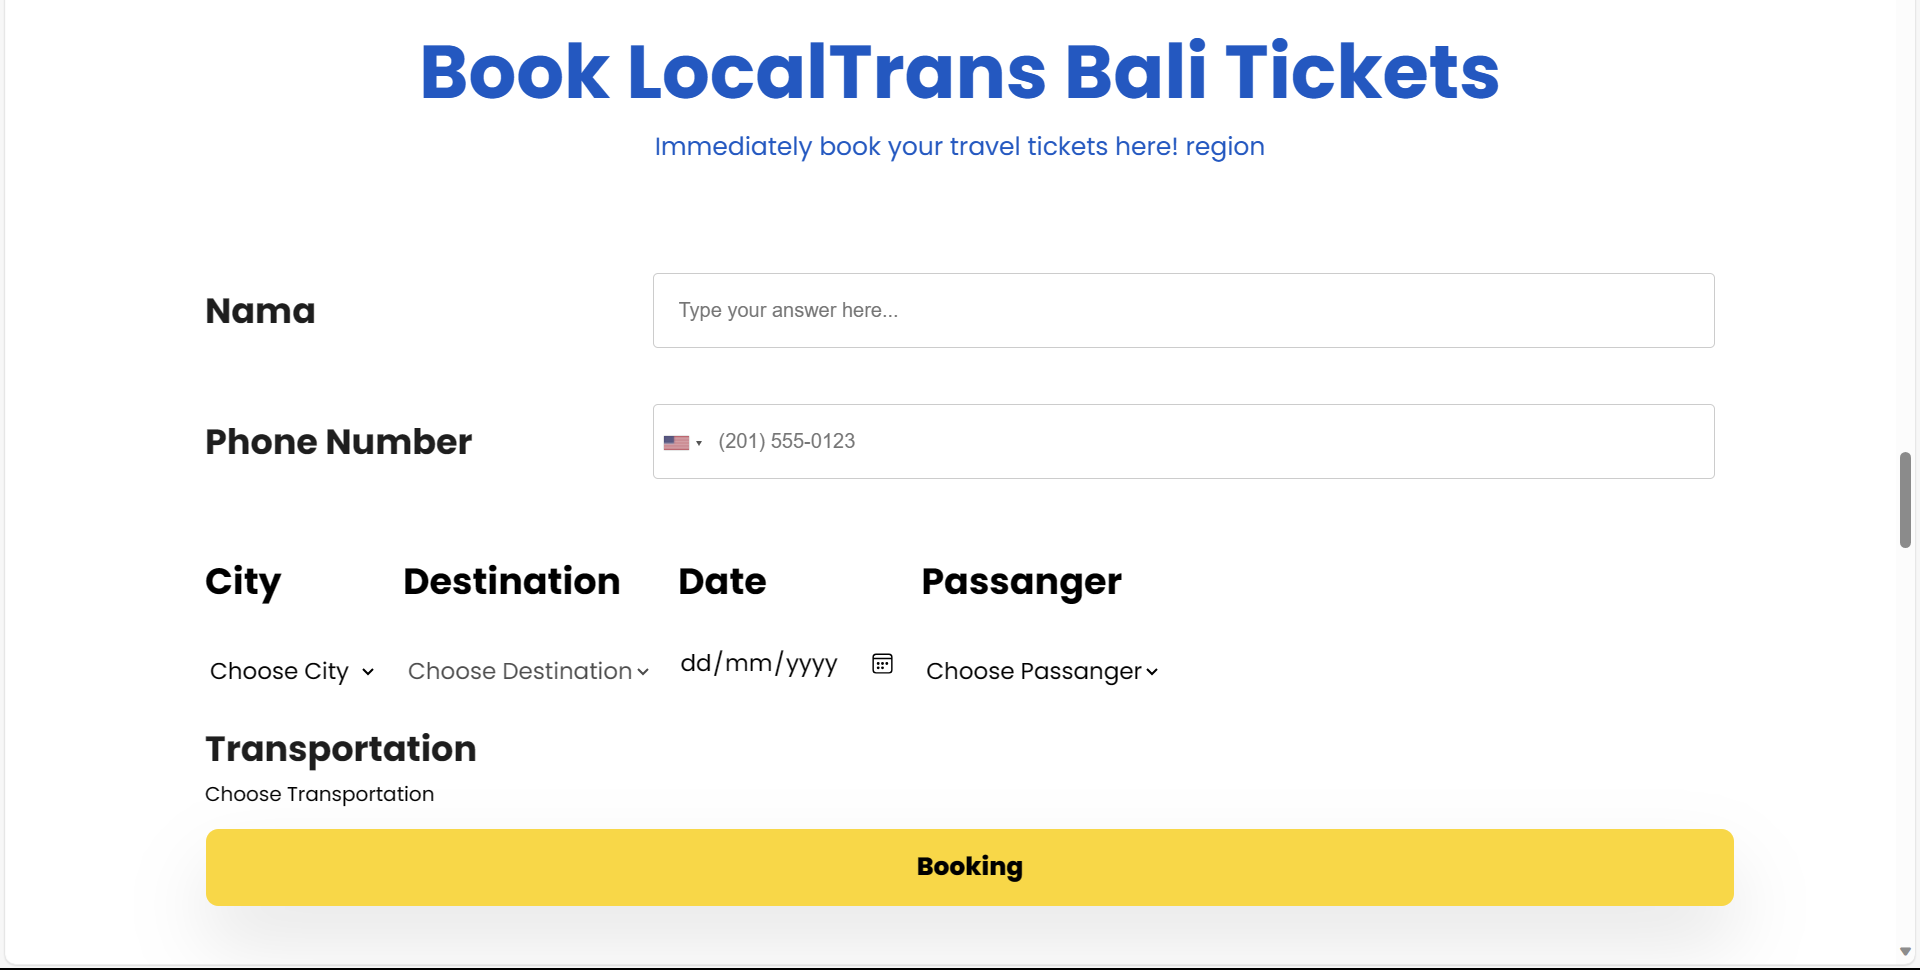 Book LocalTrans Bali Tickets
Immediately book your travel tickets here! region
Nama
Type your answer here...
Phone Number
(201) 555-0123
City Destination Date Passanger
Choose City Choose Destination dd/mm/yyyy Choose Passanger
Transportation
Choose Transportation
Booking